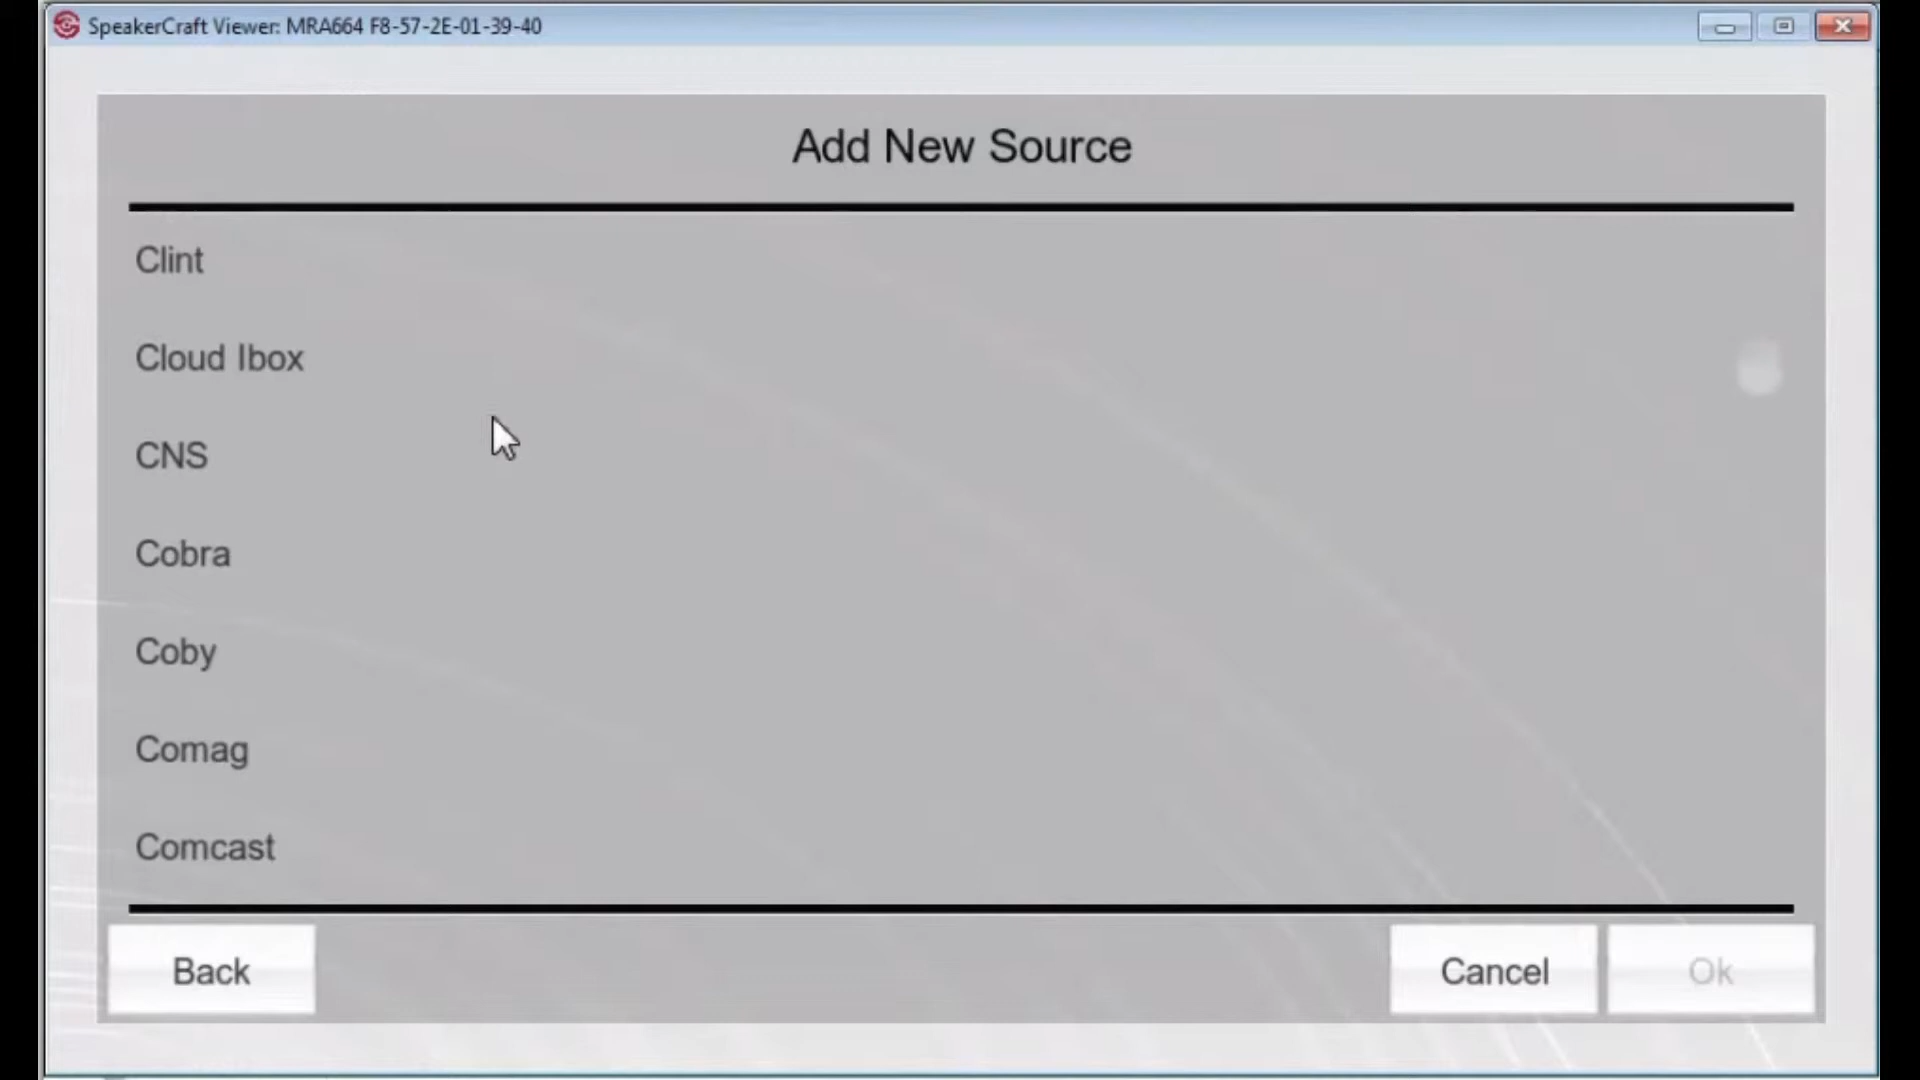 SpeakerCraft Viewer: MRA664 F8-57-2E-01-39-40
Add New Source
Clint
Cloud Ibox
CNS
Cobra
Coby
Comag
Comcast
Back
Cancel
Ok